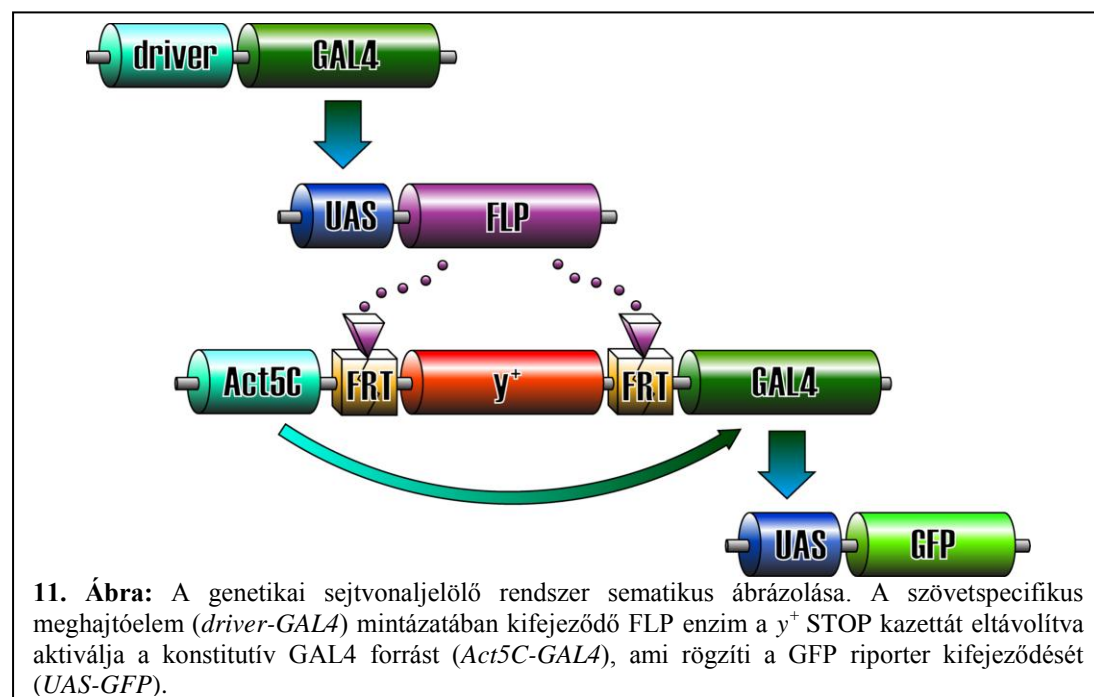 driver GAL4
UAS FLP
Act5C FRT y⁺ FRT GAL4
UAS GFP
11. Ábra: A genetikai sejtvonaljelölő rendszer sematikus ábrázolása. A szövetspecifikus
meghajtóelem (driver-GAL4) mintázatában kifejeződő FLP enzim a y⁺ STOP kazettát eltávolítva
aktiválja a konstitutív GAL4 forrást (Act5C-GAL4), ami rögzíti a GFP riporter kifejeződését
(UAS-GFP).